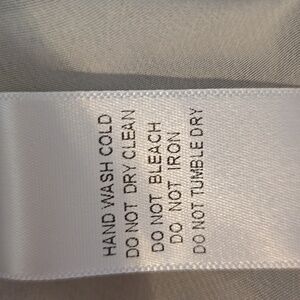 HAND WASH COLD
DO NOT DRY CLEAN
DO NOT BLEACH
DO NOT IRON
DO NOT TUMBLE DRY